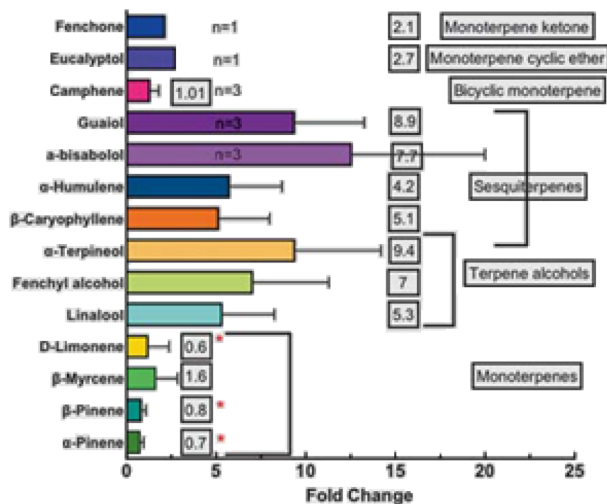 Fenchone n=1 2.1 Monoterpene ketone
Eucalyptol n=1 2.7 Monoterpene cyclic ether
Camphene 1.01 n=3 Bicyclic monoterpene
Guaiol n=3 8.9
a-bisabolol n=3 7.7
α-Humulene 4.2 Sesquiterpenes
β-Caryophyllene 5.1
α-Terpineol 9.4
Fenchyl alcohol 7 Terpene alcohols
Linalool 5.3
D-Limonene 0.6 *
β-Myrcene 1.6 Monoterpenes
β-Pinene 0.8 *
α-Pinene 0.7 *
0 5 10 15 20 25
Fold Change